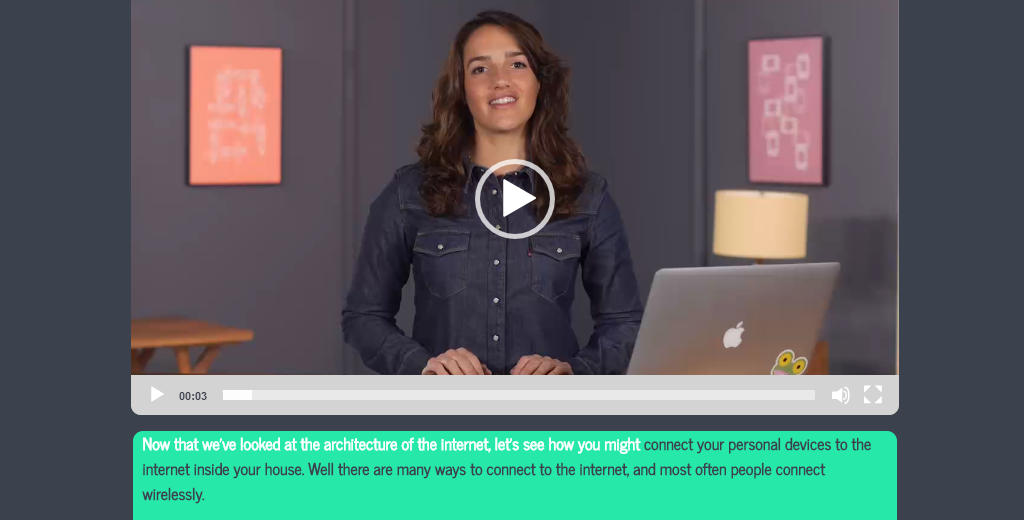 00:03
Now that we've looked at the architecture of the internet, let's see how you might connect your personal devices to the
internet inside your house. Well there are many ways to connect to the internet, and most often people connect
wirelessly.